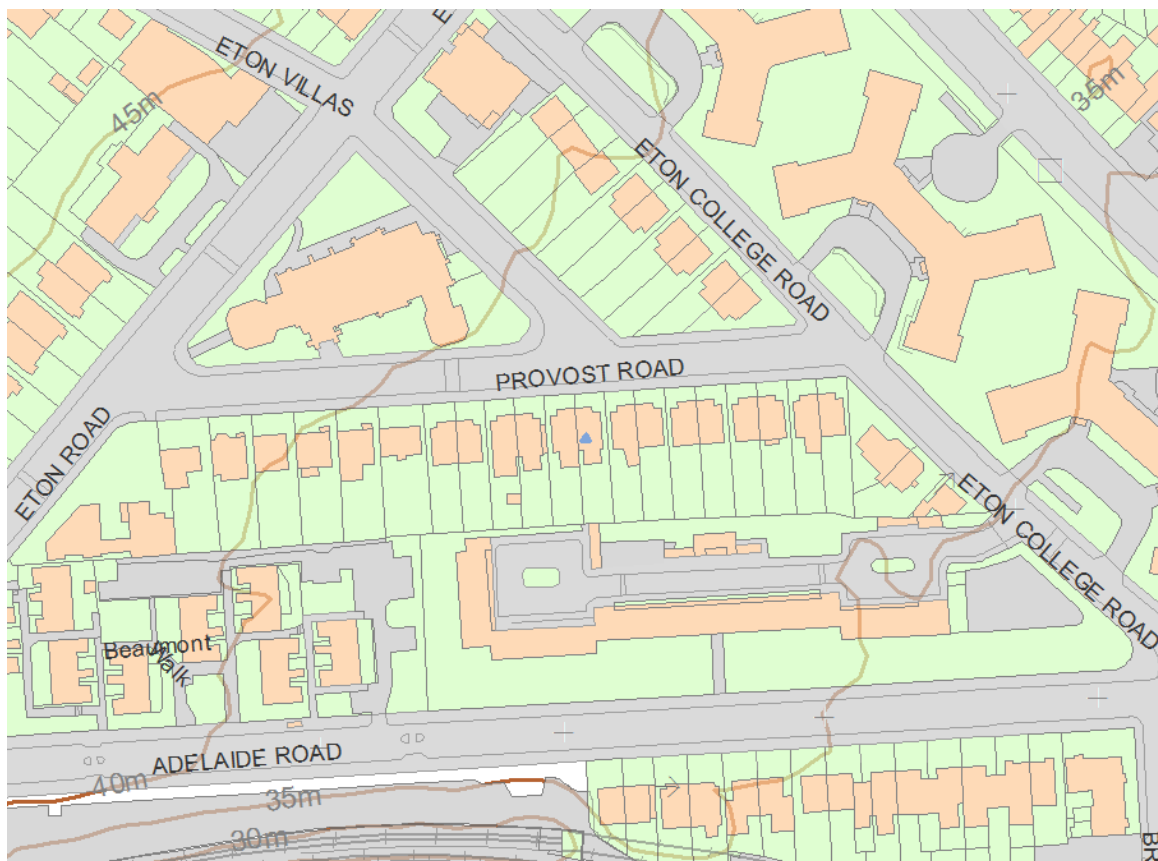 E
ETON VILLAS
45m
35m
ETON COLLEGE ROAD
PROVOST ROAD
ETON ROAD
ETON COLLEGE ROAD
Beaumont
Walk
ADELAIDE ROAD
40m
35m
30m
BR